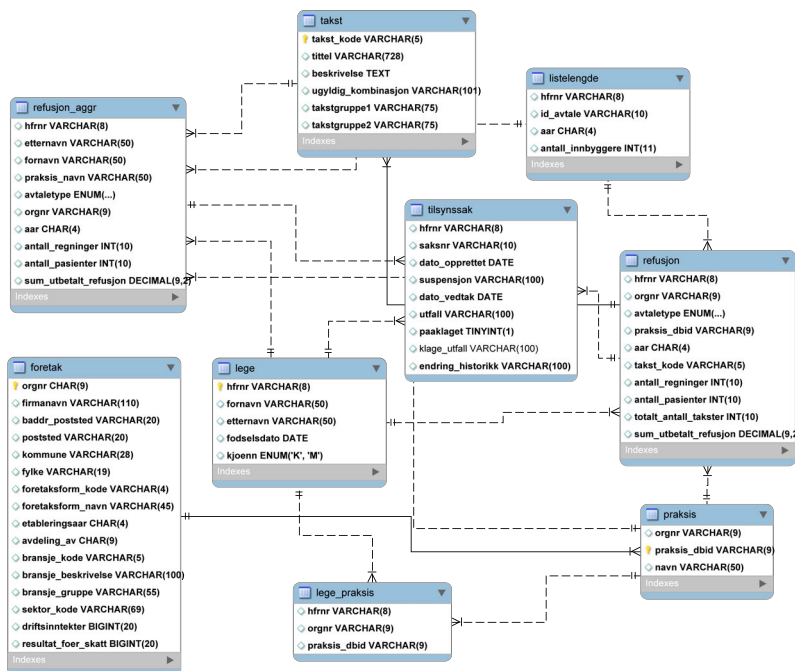 takst
takst_kode VARCHAR(5)
tittel VARCHAR(728)
beskrivelse TEXT
ugyldig_kombinasjon VARCHAR(101)
takstgruppe1 VARCHAR(75)
takstgruppe2 VARCHAR(75)
Indexes
listelengde
hfrnr VARCHAR(8)
id_avtale VARCHAR(10)
aar CHAR(4)
antall_innbyggere INT(11)
Indexes
refusjon_aggr
hfrnr VARCHAR(8)
etternavn VARCHAR(50)
fornavn VARCHAR(50)
praksis_navn VARCHAR(50)
avtaletype ENUM(...)
orgnr VARCHAR(9)
aar CHAR(4)
antall_regninger INT(10)
antall_pasienter INT(10)
sum_utbetalt_refusjon DECIMAL(9,2)
Indexes
tilsynssak
hfrnr VARCHAR(8)
saksnr VARCHAR(10)
dato_opprettet DATE
suspensjon VARCHAR(100)
dato_vedtak DATE
utfall VARCHAR(100)
paaklaget TINYINT(1)
klage_utfall VARCHAR(100)
endring_historikk VARCHAR(100)
refusjon
hfrnr VARCHAR(8)
orgnr VARCHAR(9)
avtaletype ENUM(...)
praksis_dbid VARCHAR(9)
aar CHAR(4)
takst_kode VARCHAR(5)
antall_regninger INT(10)
antall_pasienter INT(10)
totalt_antall_takster INT(10)
sum_utbetalt_refusjon DECIMAL(9,2
Indexes
foretak
orgnr CHAR(9)
firmanavn VARCHAR(110)
baddr_poststed VARCHAR(20)
poststed VARCHAR(20)
kommune VARCHAR(28)
fylke VARCHAR(19)
foretaksform_kode VARCHAR(4)
foretaksform_navn VARCHAR(45)
etableringsaar CHAR(4)
avdeling_av CHAR(9)
bransje_kode VARCHAR(5)
bransje_beskrivelse VARCHAR(100)
bransje_gruppe VARCHAR(55)
sektor_kode VARCHAR(69)
driftsinntekter BIGINT(20)
resultat_foer_skatt BIGINT(20)
Indexes
lege
hfrnr VARCHAR(8)
fornavn VARCHAR(50)
etternavn VARCHAR(50)
fodselsdato DATE
kjoenn ENUM('K', 'M')
Indexes
praksis
orgnr VARCHAR(9)
praksis_dbid VARCHAR(9)
navn VARCHAR(50)
Indexes
lege_praksis
hfrnr VARCHAR(8)
orgnr VARCHAR(9)
praksis_dbid VARCHAR(9)